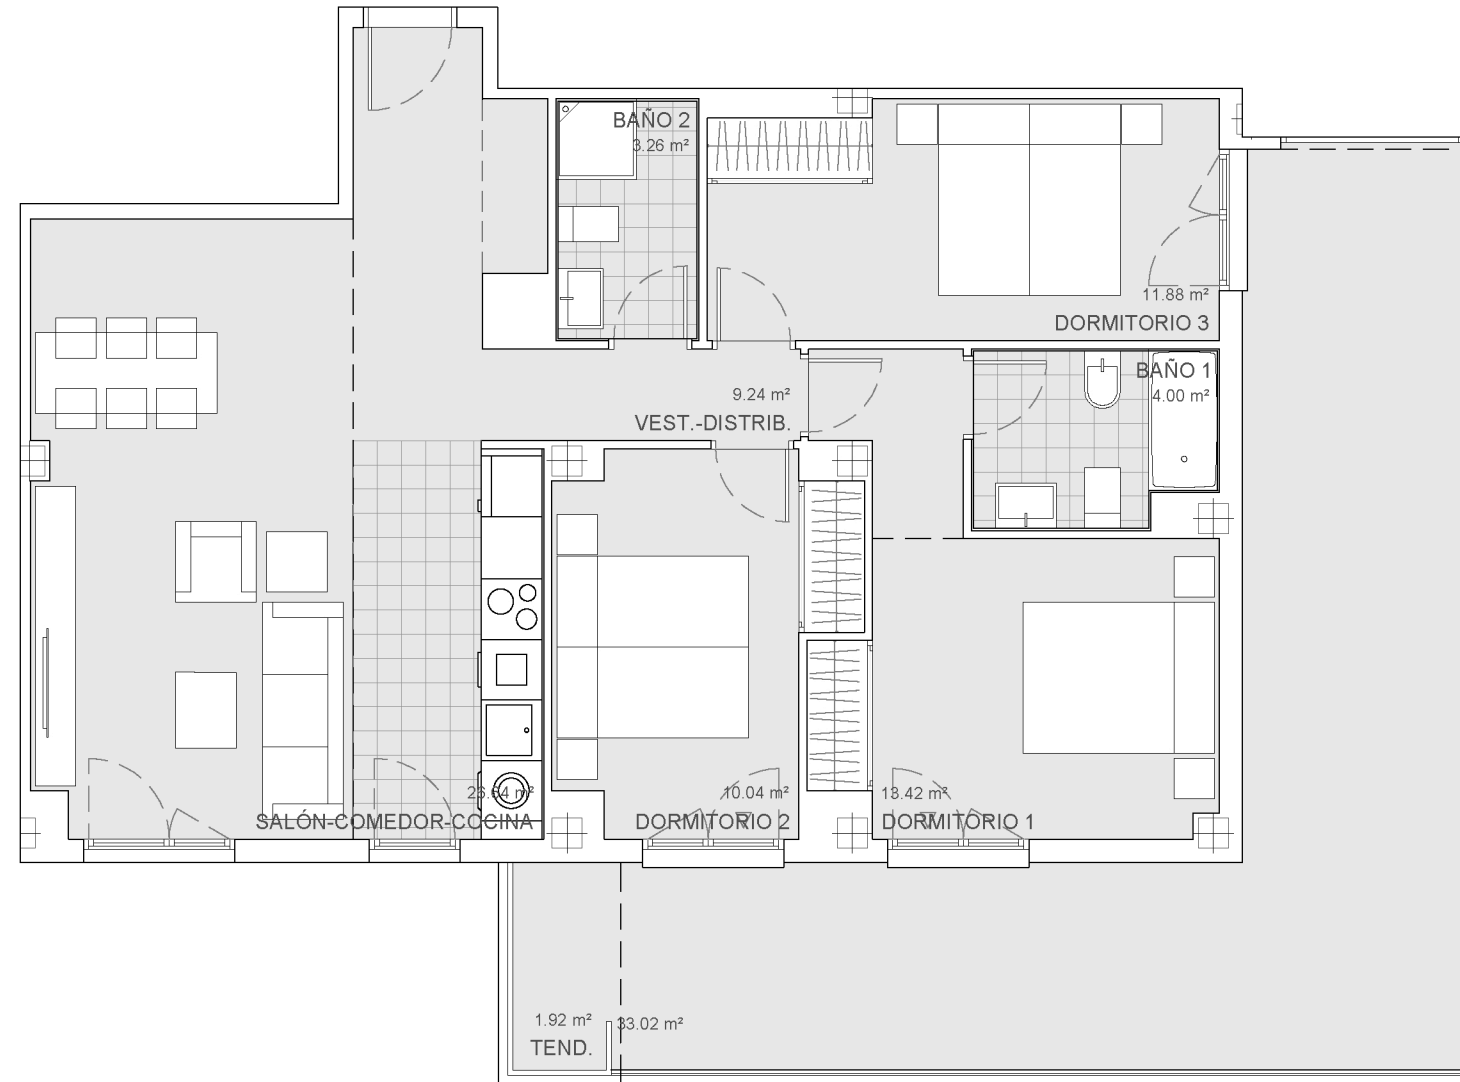 BAÑO 2
3.26 m²
11.88 m²
DORMITORIO 3
BAÑO 1
4.00 m²
9.24 m²
VEST.-DISTRIB.
SALÓN-COMEDOR-COCINA
10.04 m²
DORMITORIO 2
13.42 m²
DORMITORIO 1
1.92 m²
TEND.
33.02 m²